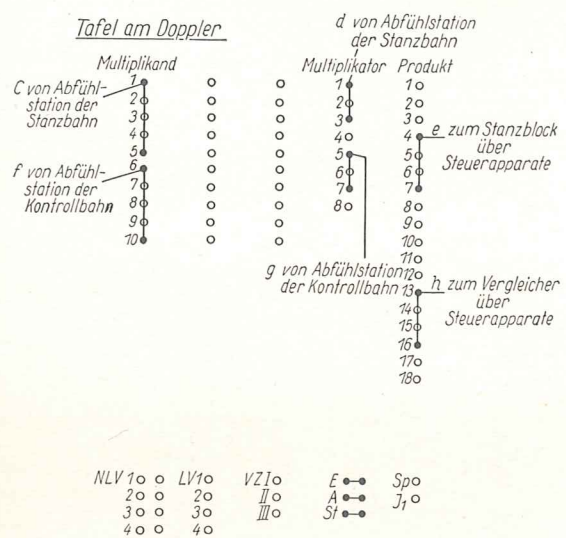 Tafel am Doppler
d von Abfühlstation
der Stanzbahn
Multiplikand
Multiplikator
Produkt
C von Abfühl-
station der
Stanzbahn
1
2
3
4
5
f von Abfühl-
station der
Kontrollbahn
6
7
8
9
10
1
2
3
4
5
6
7
8
g von Abfühlstation
der Kontrollbahn
1
2
3
4
5
6
7
8
9
10
11
12
13
14
15
16
17
18
e zum Stanzblock
über
Steuerapparate
h zum Vergleicher
über
Steuerapparate
NLV 1
2
3
4
LV1
2
3
4
VZI
II
III
E
A
St
Sp
J1